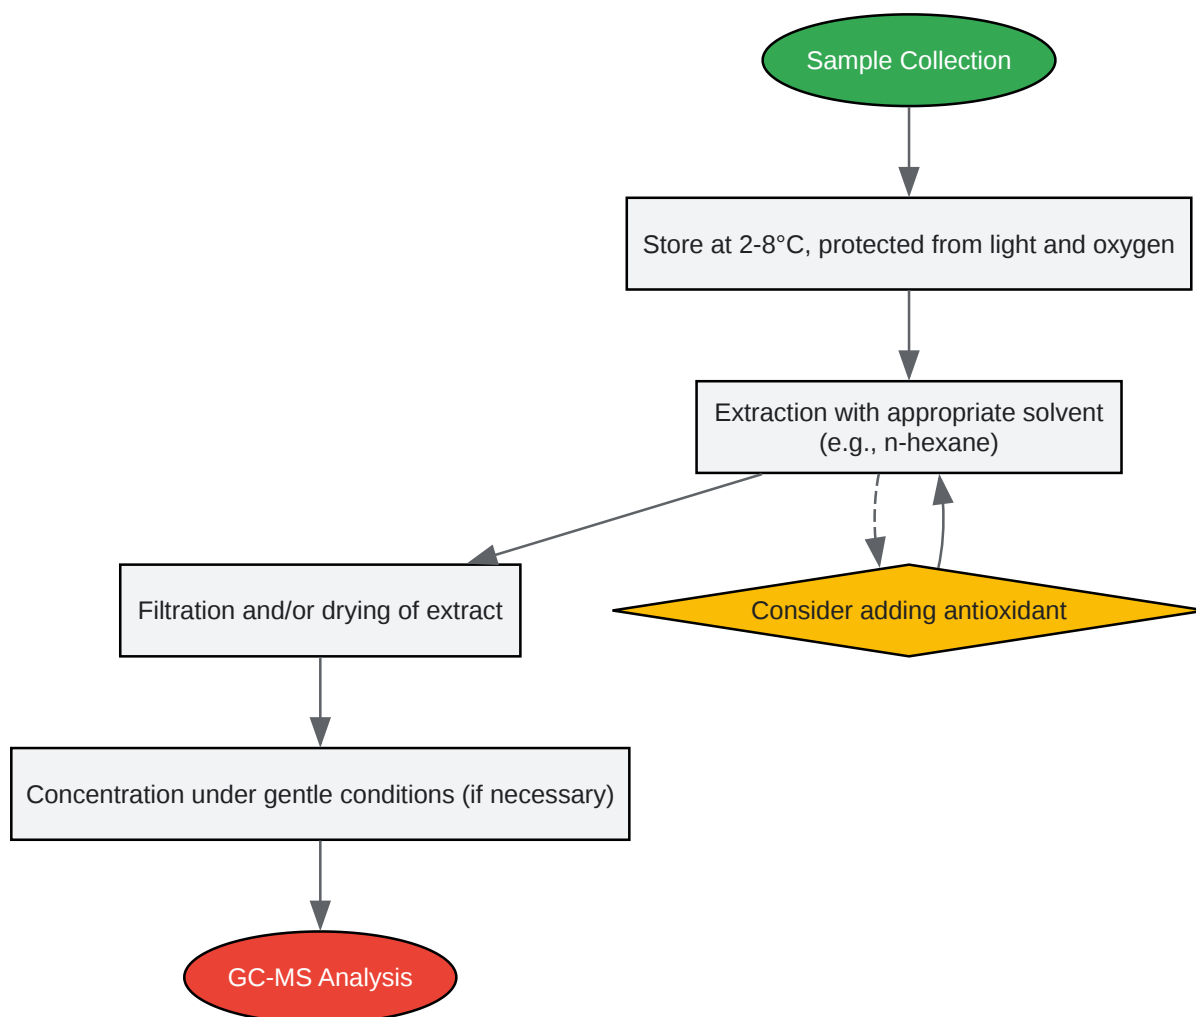 Sample Collection
Store at 2-8°C, protected from light and oxygen
Extraction with appropriate solvent
(e.g., n-hexane)
Filtration and/or drying of extract
Consider adding antioxidant
Concentration under gentle conditions (if necessary)
GC-MS Analysis